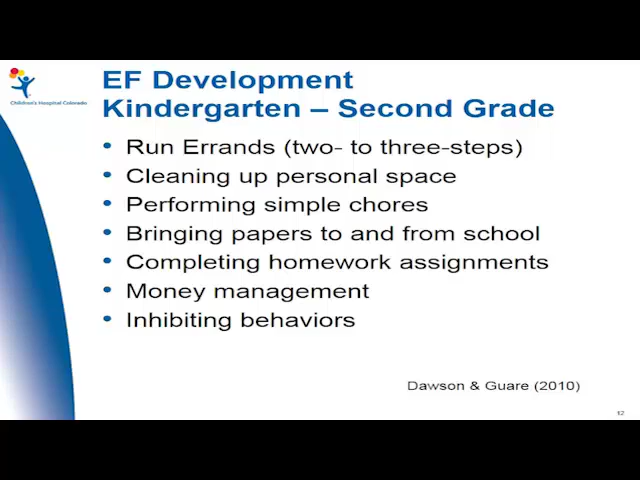 Children's Hospital Colorado
EF Development
Kindergarten – Second Grade
• Run Errands (two- to three-steps)
• Cleaning up personal space
• Performing simple chores
• Bringing papers to and from school
• Completing homework assignments
• Money management
• Inhibiting behaviors
Dawson & Guare (2010)